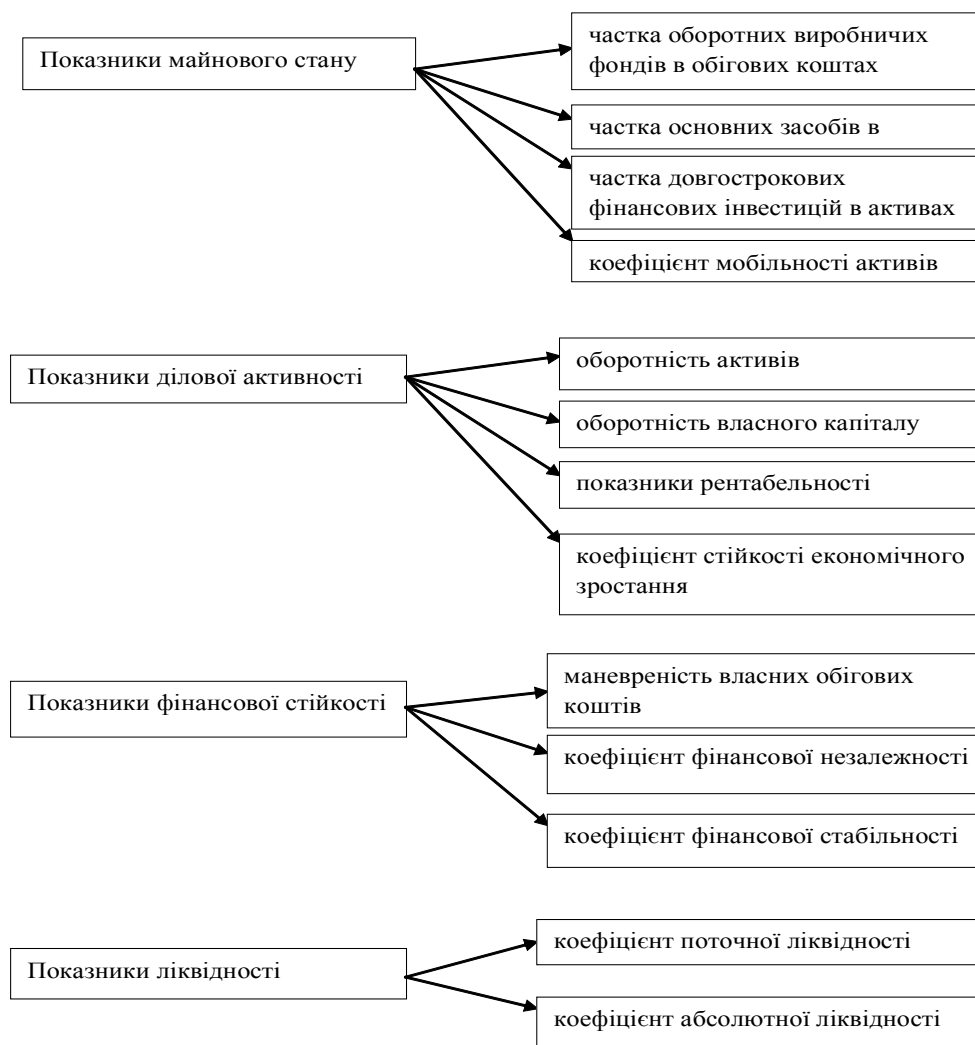 Показники майнового стану
частка оборотних виробничих
фондів в обігових коштах
частка основних засобів в
частка довгострокових
фінансових інвестицій в активах
коефіцієнт мобільності активів
Показники ділової активності
оборотність активів
оборотність власного капіталу
показники рентабельності
коефіцієнт стійкості економічного
зростання
Показники фінансової стійкості
маневреність власних обігових
коштів
коефіцієнт фінансової незалежності
коефіцієнт фінансової стабільності
Показники ліквідності
коефіцієнт поточної ліквідності
коефіцієнт абсолютної ліквідності